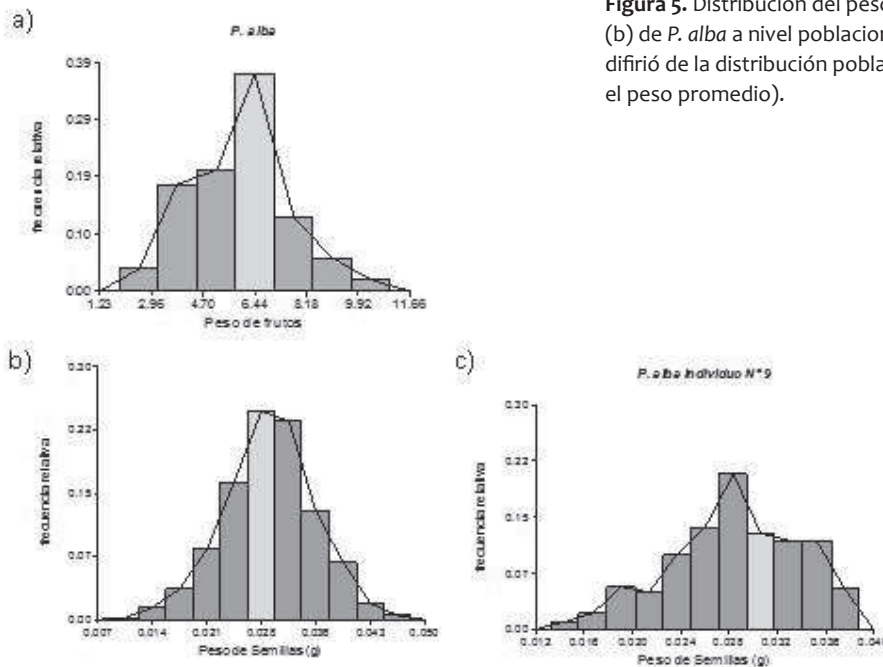 Figura 5. Distribución del peso
(b) de P. alba a nivel poblacion
difirió de la distribución pobla
el peso promedio).
a)
P. alba
frecuencia relativa
0.39
0.29
0.19
0.10
0.00
1.23 2.96 4.70 6.44 8.18 9.92 11.66
Peso de frutos
b)
frecuencia relativa
0.30
0.22
0.15
0.07
0.00
0.007 0.014 0.021 0.028 0.036 0.043 0.050
Peso de Semillas (g)
c)
P. alba Individuo N° 9
frecuencia relativa
0.30
0.22
0.15
0.07
0.00
0.012 0.016 0.020 0.024 0.028 0.032 0.036 0.040
Peso de Semillas (g)